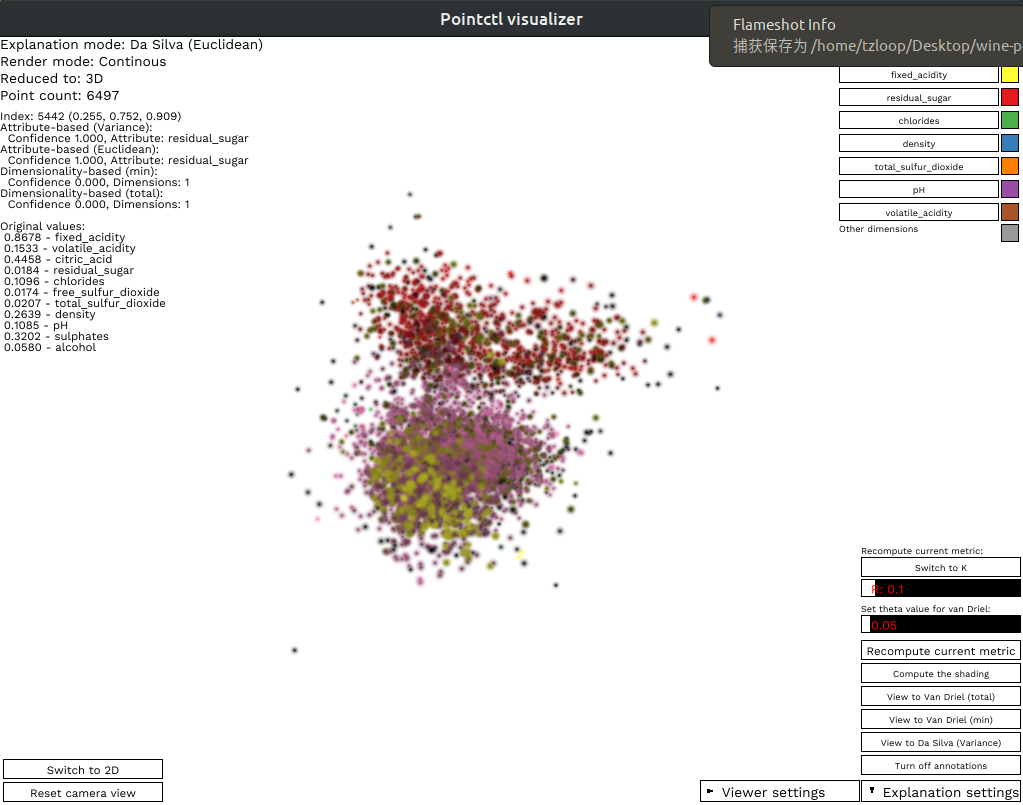 Pointctl visualizer
Flameshot Info
捕获保存为 /home/tzloop/Desktop/wine-p
Explanation mode: Da Silva (Euclidean)
Render mode: Continous
Reduced to: 3D
Point count: 6497
Index: 5442 (0.255, 0.752, 0.909)
Attribute-based (Variance):
Confidence 1.000, Attribute: residual_sugar
Attribute-based (Euclidean):
Confidence 1.000, Attribute: residual_sugar
Dimensionality-based (min):
Confidence 0.000, Dimensions: 1
Dimensionality-based (total):
Confidence 0.000, Dimensions: 1
Original values:
0.8678 - fixed_acidity
0.1533 - volatile_acidity
0.4458 - citric_acid
0.0184 - residual_sugar
0.1096 - chlorides
0.0174 - free_sulfur_dioxide
0.0207 - total_sulfur_dioxide
0.2639 - density
0.1085 - pH
0.3202 - sulphates
0.0580 - alcohol
fixed_acidity
residual_sugar
chlorides
density
total_sulfur_dioxide
pH
volatile_acidity
Other dimensions
Recompute current metric:
Switch to K
R: 0.1
Set theta value for van Driel:
0.05
Recompute current metric
Compute the shading
View to Van Driel (total)
View to Van Driel (min)
View to Da Silva (Variance)
Turn off annotations
Switch to 2D
Reset camera view
Viewer settings
Explanation settings